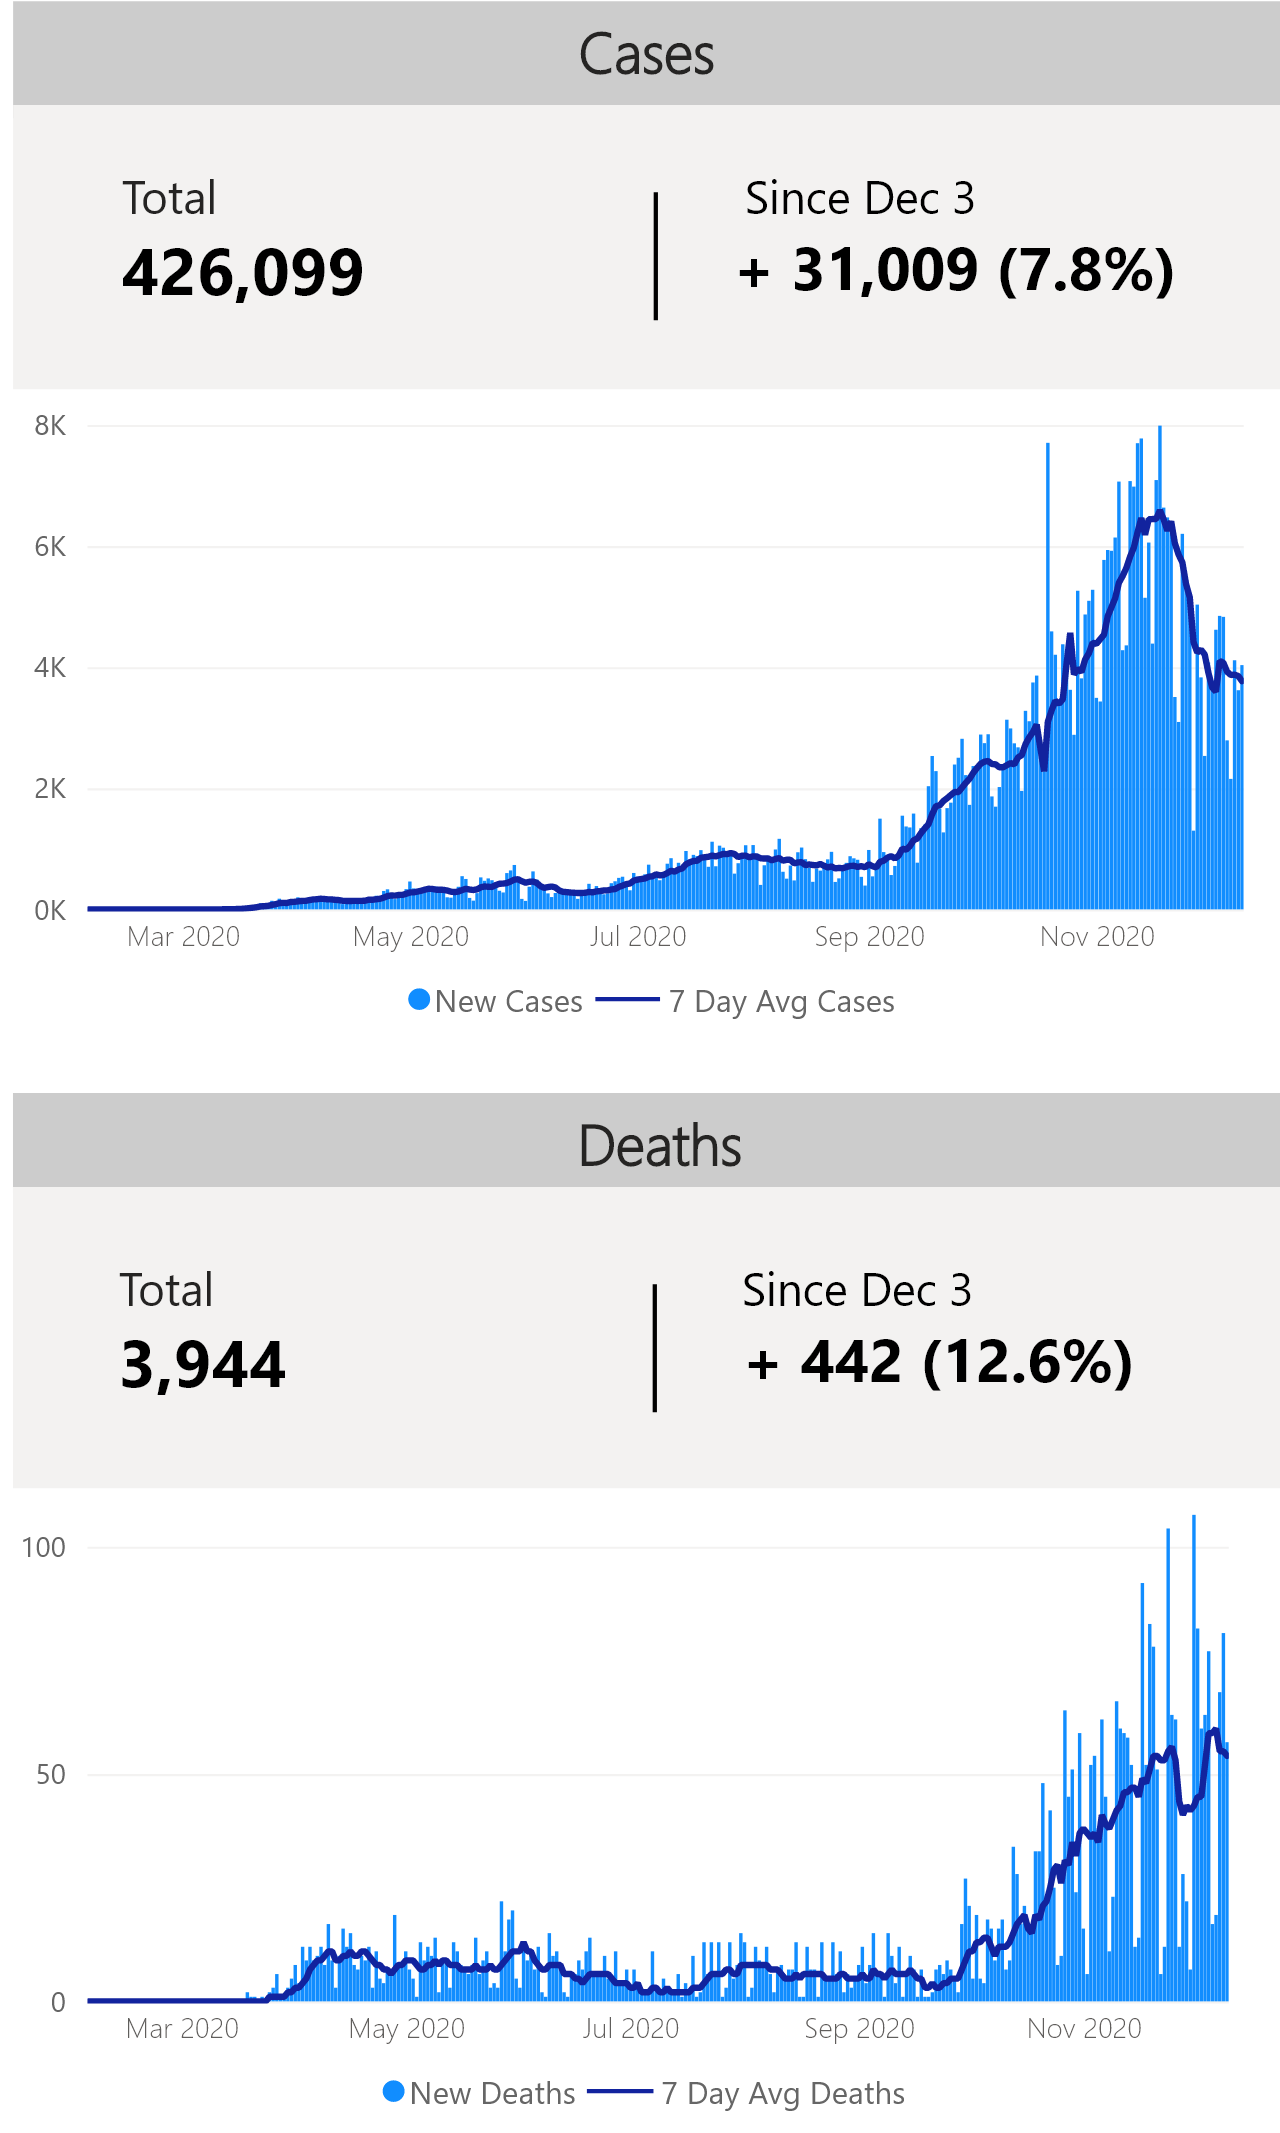 Cases
Total
Since Dec 3
426,099
+ 31,009 (7.8%)
8K
6K
4K
2K
0K
Mar 2020
May 2020
Jul 2020
Sep 2020
Nov 2020
New Cases
7 Day Avg Cases
Deaths
Total
Since Dec 3
3,944
+ 442 (12.6%)
100
50
0
Mar 2020
May 2020
Jul 2020
Sep 2020
Nov 2020
New Deaths
7 Day Avg Deaths